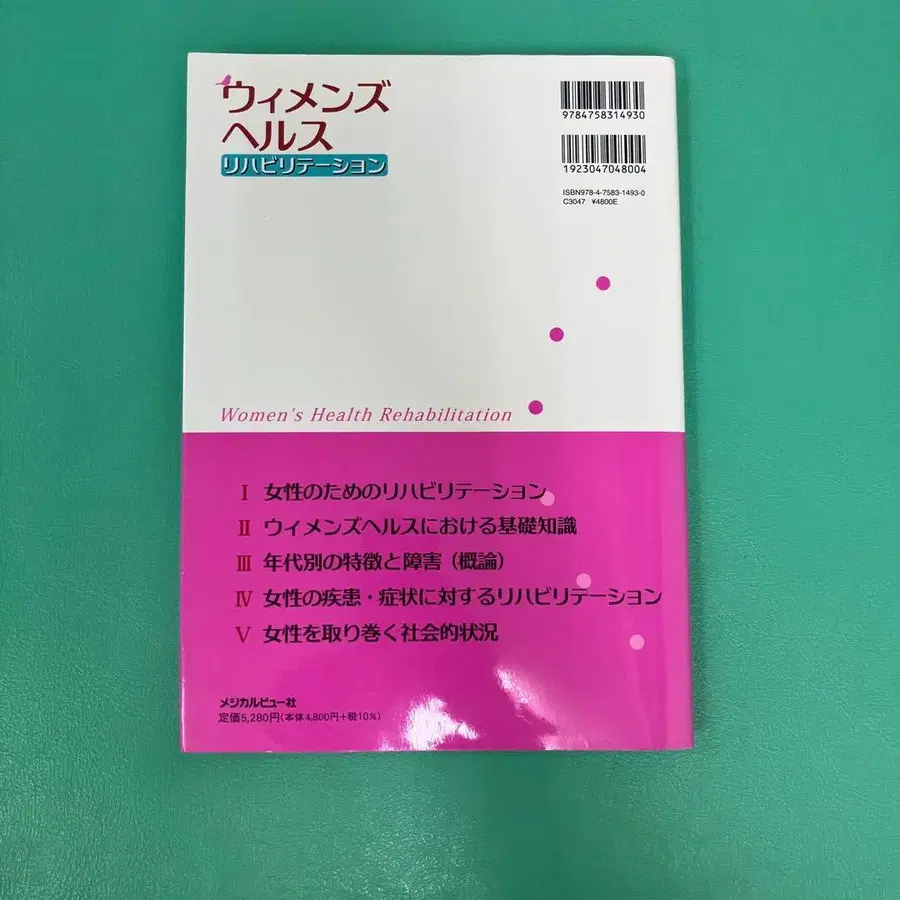 ウィメンズ
ヘルス
リハビリテーション
9784758314930
1923047048004
ISBN978-4-7583-1493-0
C3047 ¥4800E
Women's Health Rehabilitation
Ⅰ 女性のためのリハビリテーション
Ⅱ ウィメンズヘルスにおける基礎知識
Ⅲ 年代別の特徴と障害（概論）
Ⅳ 女性の疾患・症状に対するリハビリテーション
Ⅴ 女性を取り巻く社会的状況
メジカルビュー社
定価5,280円(本体4,800円+税10%)